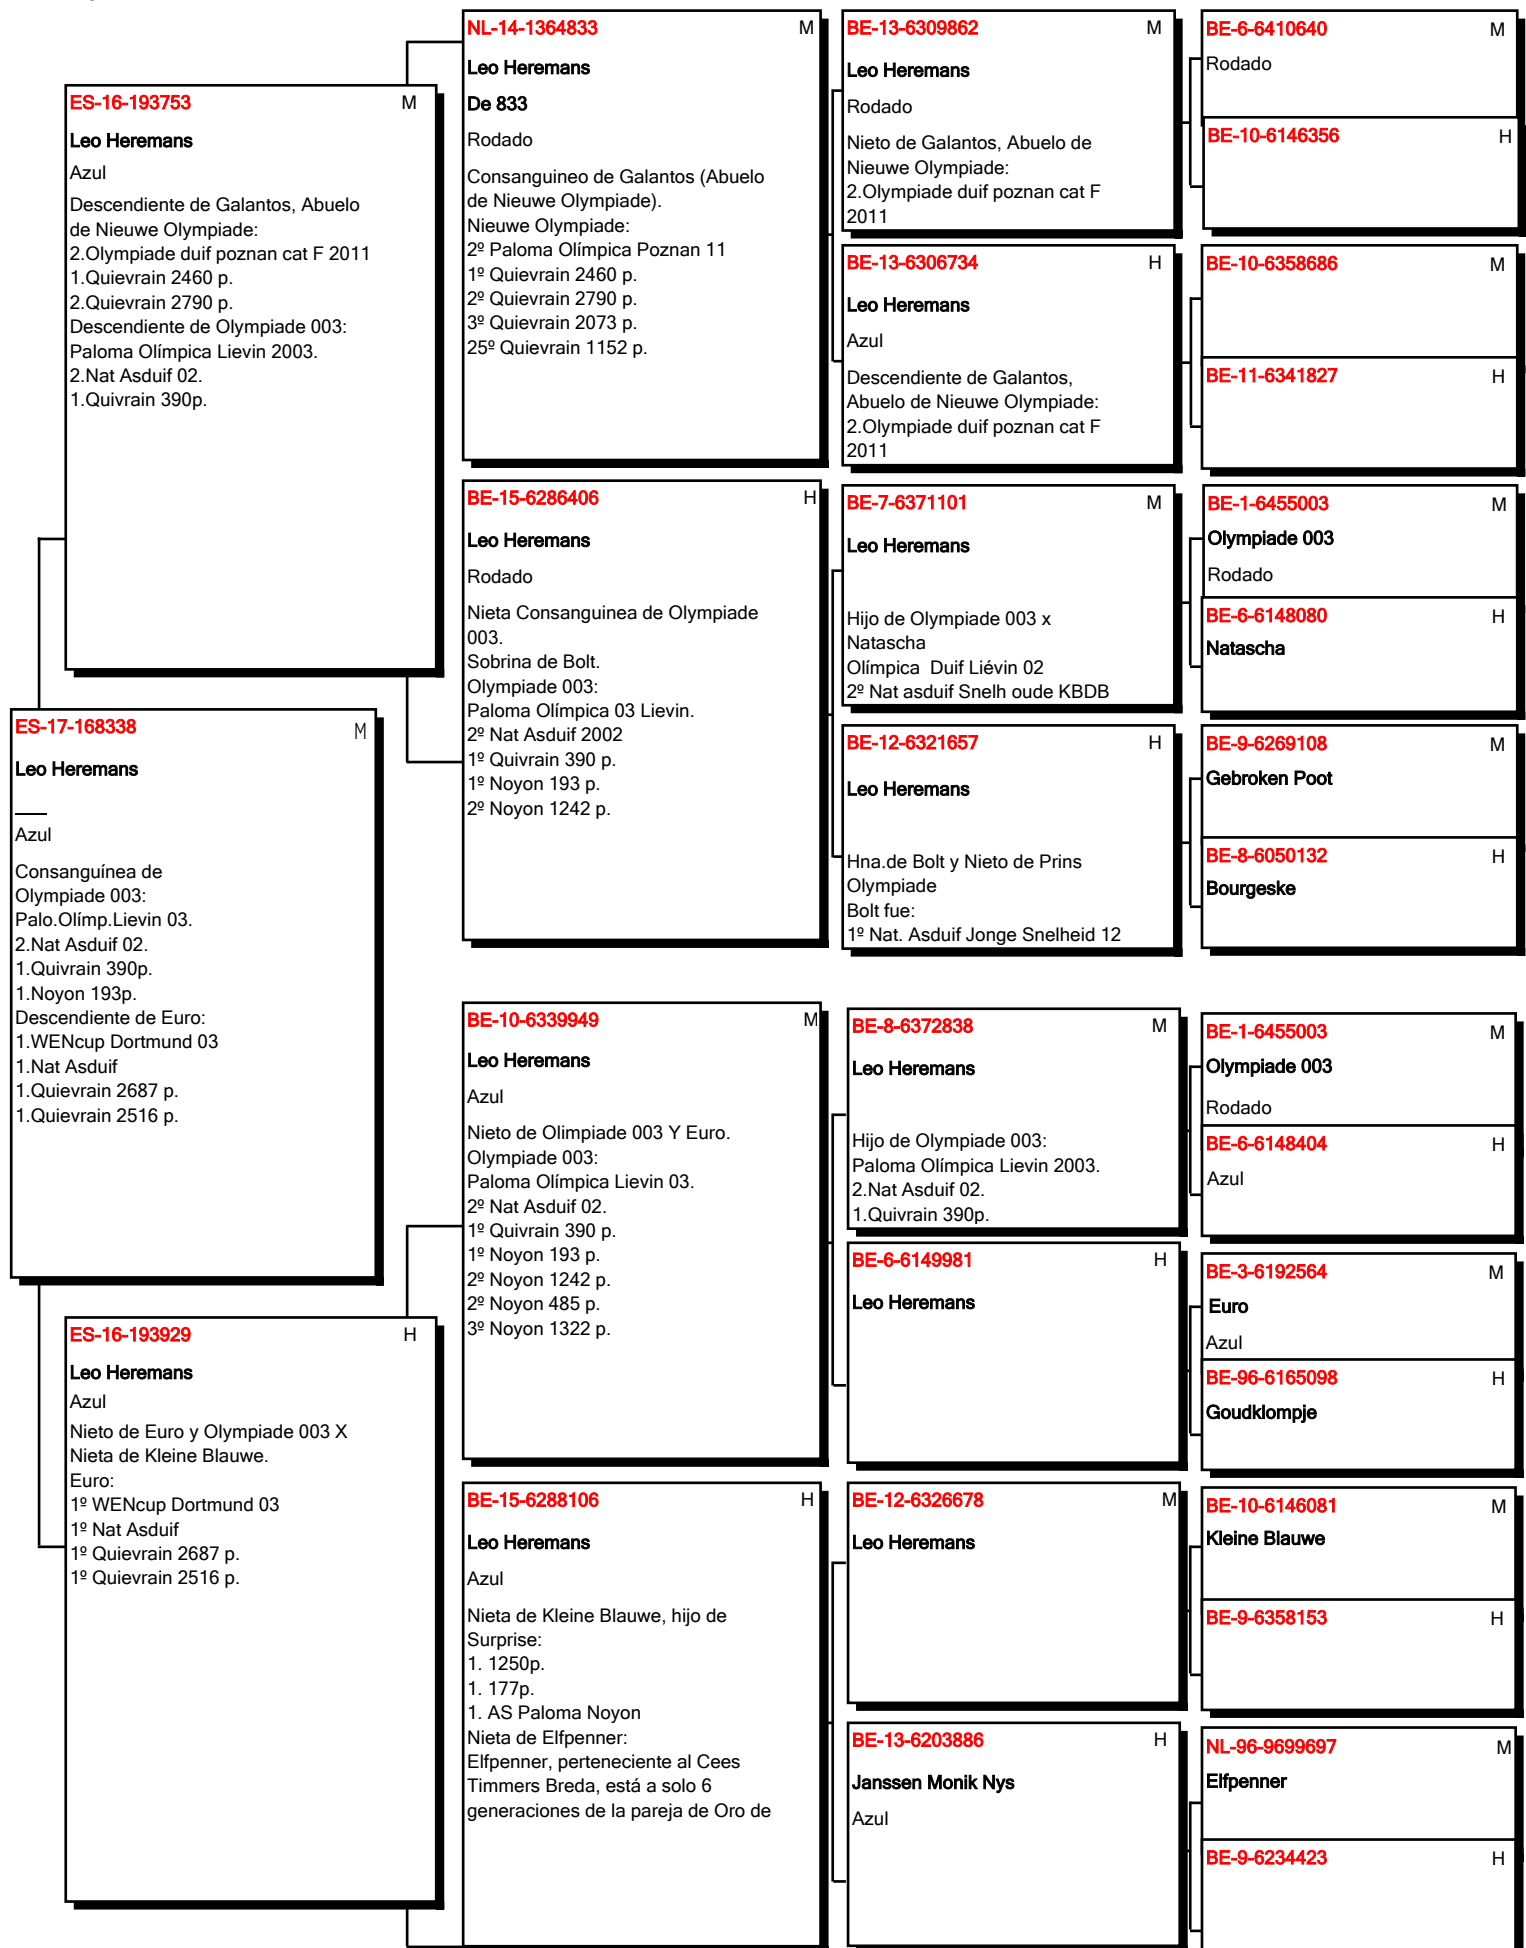 ES-17-168338 M
Leo Heremans
Azul
Consanguínea de
Olympiade 003:
Palo.Olímp.Lievin 03.
2.Nat Asduif 02.
1.Quivrain 390p.
1.Noyon 193p.
Descendiente de Euro:
1.WENcup Dortmund 03
1.Nat Asduif
1.Quievrain 2687 p.
1.Quievrain 2516 p.
ES-16-193753 M
Leo Heremans
Azul
Descendiente de Galantos, Abuelo
de Nieuwe Olympiade:
2.Olympiade duif poznan cat F 2011
1.Quievrain 2460 p.
2.Quievrain 2790 p.
Descendiente de Olympiade 003:
Paloma Olímpica Lievin 2003.
2.Nat Asduif 02.
1.Quivrain 390p.
ES-16-193929 H
Leo Heremans
Azul
Nieto de Euro y Olympiade 003 X
Nieta de Kleine Blauwe.
Euro:
1º WENcup Dortmund 03
1º Nat Asduif
1º Quievrain 2687 p.
1º Quievrain 2516 p.
NL-14-1364833 M
Leo Heremans
De 833
Rodado
Consanguineo de Galantos (Abuelo
de Nieuwe Olympiade).
Nieuwe Olympiade:
2º Paloma Olímpica Poznan 11
1º Quievrain 2460 p.
2º Quievrain 2790 p.
3º Quievrain 2073 p.
25º Quievrain 1152 p.
BE-15-6286406 H
Leo Heremans
Rodado
Nieta Consanguinea de Olympiade
003.
Sobrina de Bolt.
Olympiade 003:
Paloma Olímpica 03 Lievin.
2º Nat Asduif 2002
1º Quivrain 390 p.
1º Noyon 193 p.
2º Noyon 1242 p.
BE-10-6339949 M
Leo Heremans
Azul
Nieto de Olimpiade 003 Y Euro.
Olympiade 003:
Paloma Olímpica Lievin 03.
2º Nat Asduif 02.
1º Quivrain 390 p.
1º Noyon 193 p.
2º Noyon 1242 p.
2º Noyon 485 p.
3º Noyon 1322 p.
BE-15-6288106 H
Leo Heremans
Azul
Nieta de Kleine Blauwe, hijo de
Surprise:
1. 1250p.
1. 177p.
1. AS Paloma Noyon
Nieta de Elfpenner:
Elfpenner, perteneciente al Cees
Timmers Breda, está a solo 6
generaciones de la pareja de Oro de
BE-13-6309862 M
Leo Heremans
Rodado
Nieto de Galantos, Abuelo de
Nieuwe Olympiade:
2.Olympiade duif poznan cat F
2011
BE-13-6306734 H
Leo Heremans
Azul
Descendiente de Galantos,
Abuelo de Nieuwe Olympiade:
2.Olympiade duif poznan cat F
2011
BE-7-6371101 M
Leo Heremans
Hijo de Olympiade 003 x
Natascha
Olímpica Duif Liévin 02
2º Nat asduif Snelh oude KBDB
BE-12-6321657 H
Leo Heremans
Hna.de Bolt y Nieto de Prins
Olympiade
Bolt fue:
1º Nat. Asduif Jonge Snelheid 12
BE-8-6372838 M
Leo Heremans
Hijo de Olympiade 003:
Paloma Olímpica Lievin 2003.
2.Nat Asduif 02.
1.Quivrain 390p.
BE-6-6149981 H
Leo Heremans
BE-12-6326678 M
Leo Heremans
BE-13-6203886 H
Janssen Monik Nys
Azul
BE-6-6410640 M
Rodado
BE-10-6146356 H
BE-10-6358686 M
BE-11-6341827 H
BE-1-6455003 M
Olympiade 003
Rodado
BE-6-6148080 H
Natascha
BE-9-6269108 M
Gebroken Poot
BE-8-6050132 H
Bourgeske
BE-1-6455003 M
Olympiade 003
Rodado
BE-6-6148404 H
Azul
BE-3-6192564 M
Euro
Azul
BE-96-6165098 H
Goudklompje
BE-10-6146081 M
Kleine Blauwe
BE-9-6358153 H
NL-96-9699697 M
Elfpenner
BE-9-6234423 H